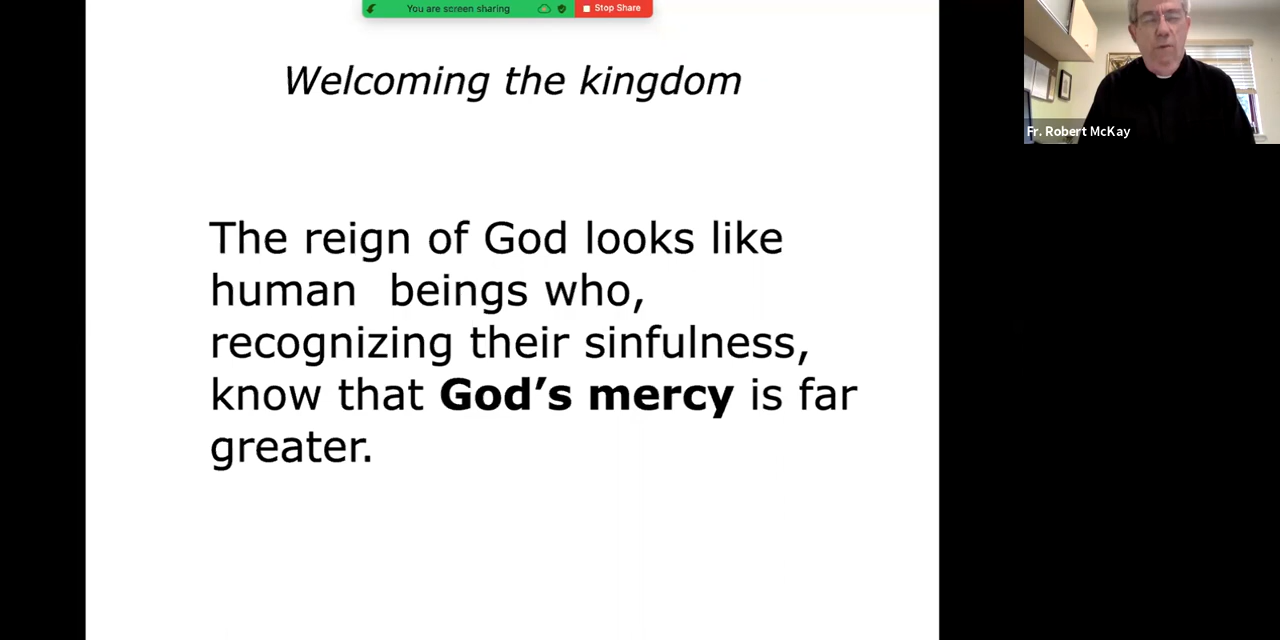 You are screen sharing
Stop Share
Welcoming the kingdom
The reign of God looks like
human  beings who,
recognizing their sinfulness,
know that God’s mercy is far
greater.
Fr. Robert McKay